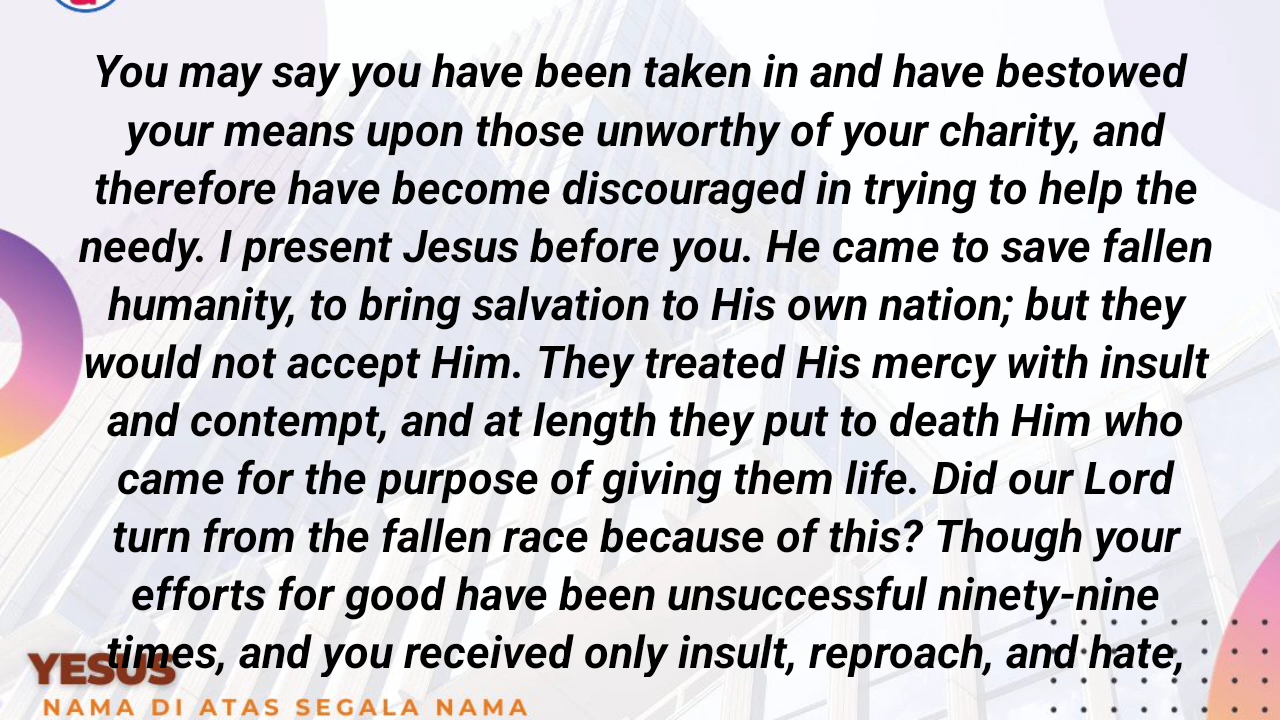 You may say you have been taken in and have bestowed
your means upon those unworthy of your charity, and
therefore have become discouraged in trying to help the
needy. I present Jesus before you. He came to save fallen
humanity, to bring salvation to His own nation; but they
would not accept Him. They treated His mercy with insult
and contempt, and at length they put to death Him who
came for the purpose of giving them life. Did our Lord
turn from the fallen race because of this? Though your
efforts for good have been unsuccessful ninety-nine
times, and you received only insult, reproach, and hate,
YESUS
NAMA DI ATAS SEGALA NAMA